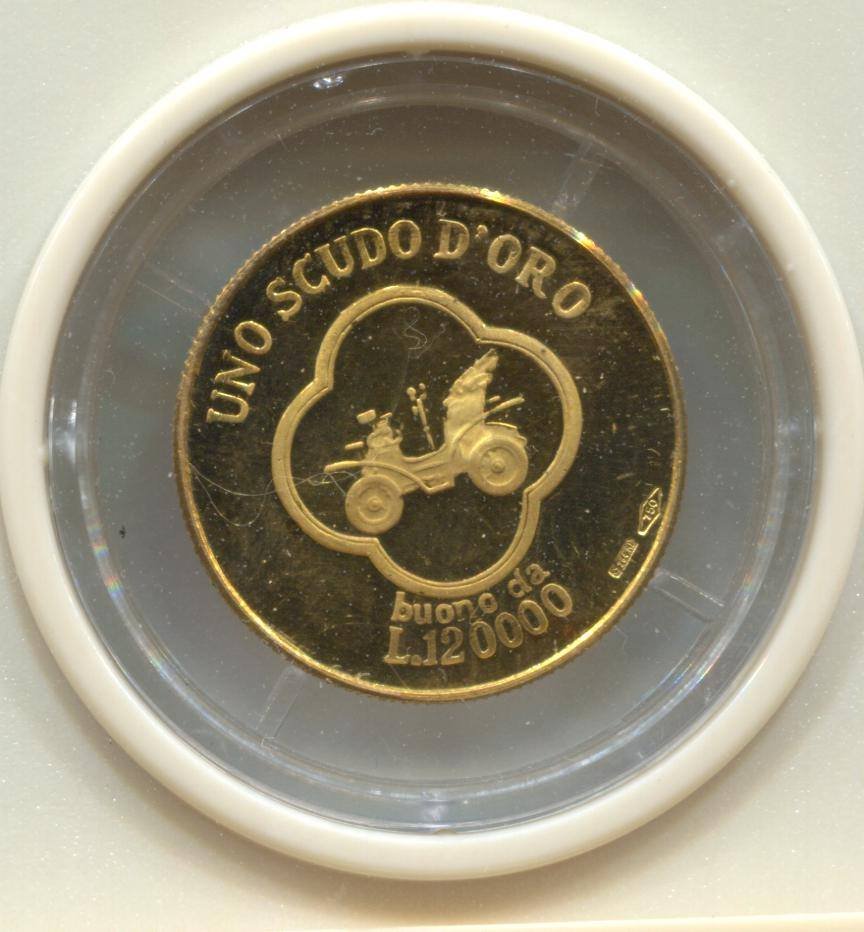 UNO SCUDO D'ORO
buono da
L.120000
750